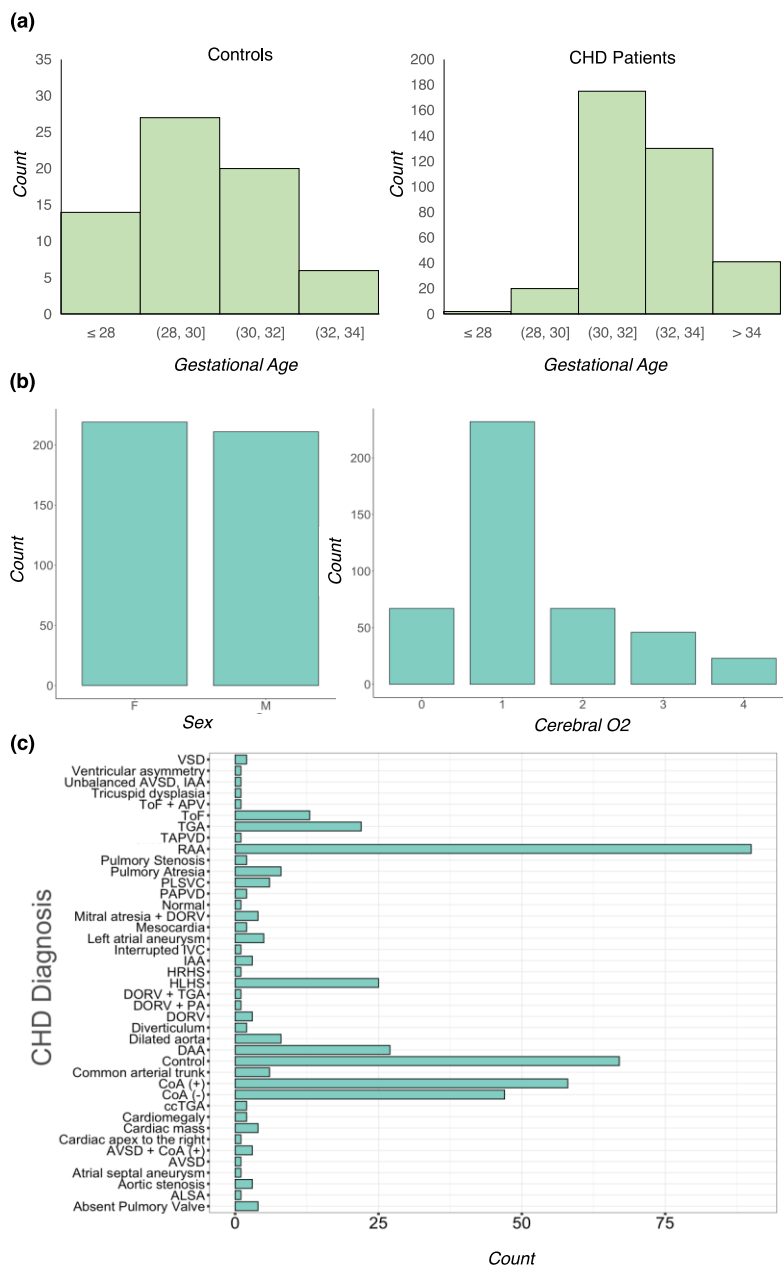 (a)
Controls
35
30
25
20
15
10
5
0
Count
≤ 28
(28, 30]
(30, 32]
(32, 34]
Gestational Age
CHD Patients
200
180
160
140
120
100
80
60
40
20
0
Count
≤ 28
(28, 30]
(30, 32]
(32, 34]
> 34
Gestational Age
(b)
200
150
100
50
0
Count
F
M
Sex
200
150
100
50
0
Count
0
1
2
3
4
Cerebral O2
(c)
CHD Diagnosis
VSD
Ventricular asymmetry
Unbalanced AVSD, IAA
Tricuspid dysplasia
ToF + APV
ToF
TGA
TAPVD
RAA
Pulmory Stenosis
Pulmory Atresia
PLSVC
PAPVD
Normal
Mitral atresia + DORV
Mesocardia
Left atrial aneurysm
Interrupted IVC
IAA
HRHS
HLHS
DORV + TGA
DORV + PA
DORV
Diverticulum
Dilated aorta
DAA
Control
Common arterial trunk
CoA (+)
CoA (-)
ccTGA
Cardiomegaly
Cardiac mass
Cardiac apex to the right
AVSD + CoA (+)
AVSD
Atrial septal aneurysm
Aortic stenosis
ALSA
Absent Pulmory Valve
0
25
50
75
Count